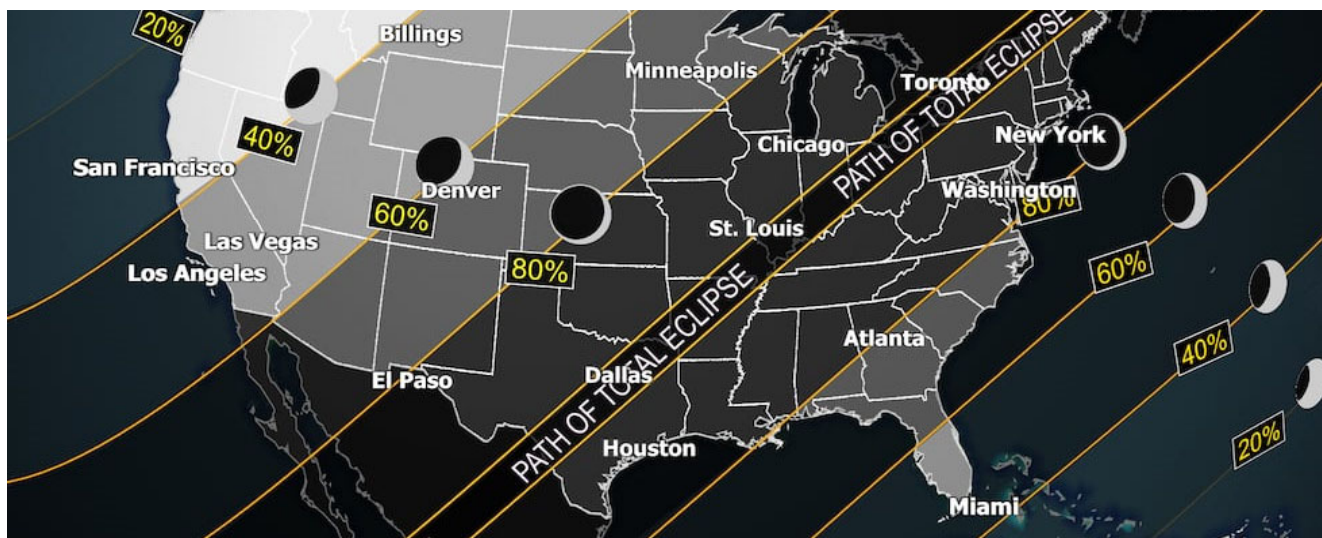 20%
Billings
Minneapolis
Toronto
PATH OF TOTAL ECLIPSE
40%
Chicago
New York
San Francisco
Denver
Washington
60%
80%
St. Louis
Las Vegas
Los Angeles
80%
60%
PATH OF TOTAL ECLIPSE
Atlanta
40%
El Paso
Dallas
Houston
20%
Miami